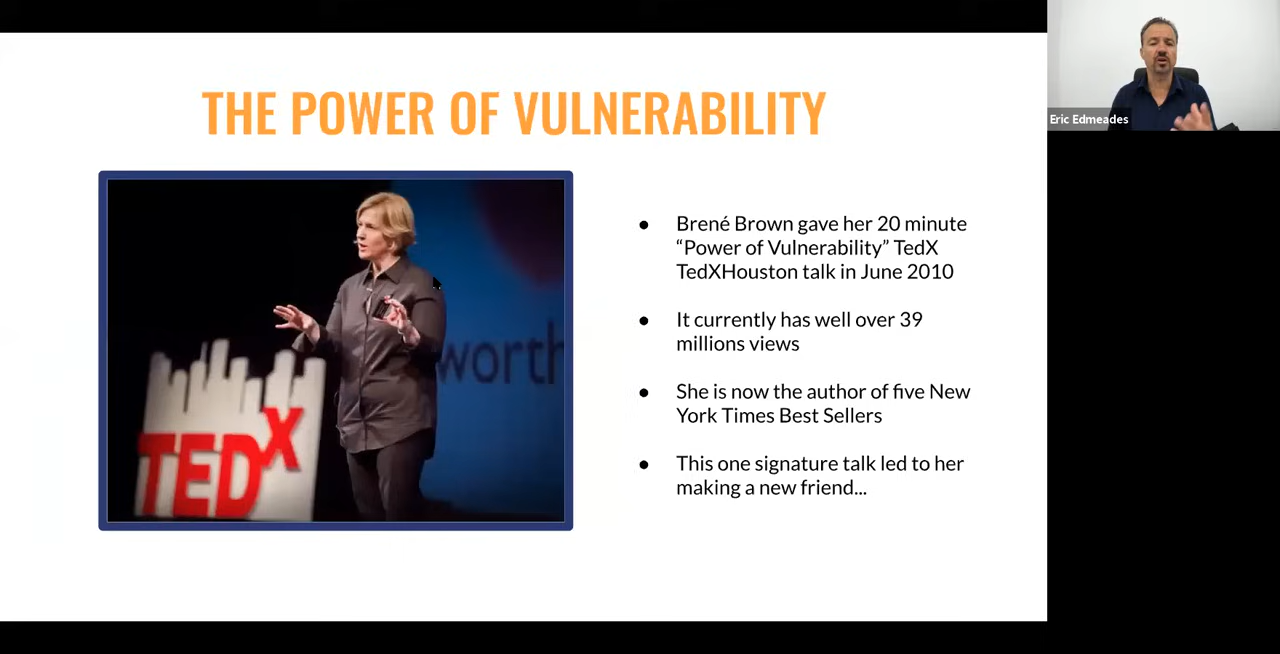 THE POWER OF VULNERABILITY
Eric Edmeades
TEDX
worth
● Brené Brown gave her 20 minute
“Power of Vulnerability” TedX
TedXHouston talk in June 2010
● It currently has well over 39
millions views
● She is now the author of five New
York Times Best Sellers
● This one signature talk led to her
making a new friend...